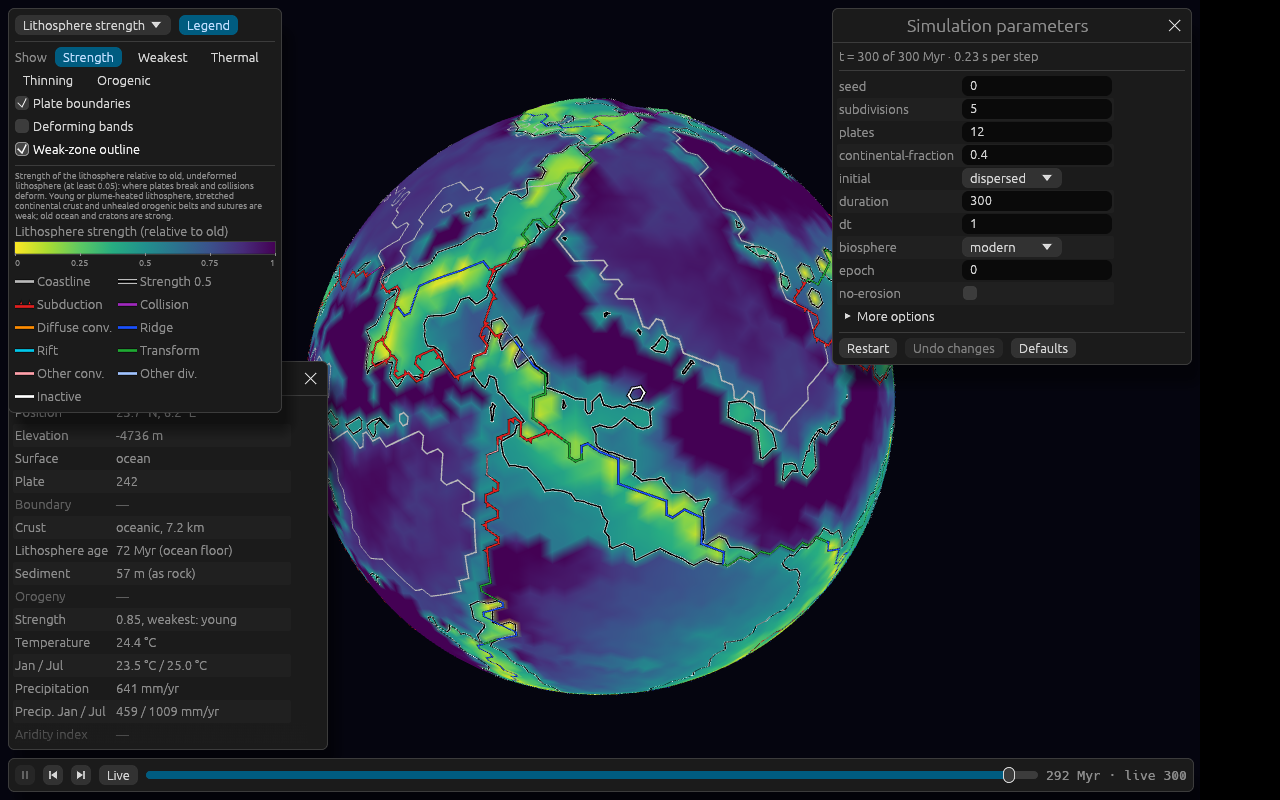 Lithosphere strength
Legend
Show Strength Weakest Thermal
Thinning Orogenic
Plate boundaries
Deforming bands
Weak-zone outline
Strength of the lithosphere relative to old, undeformed
lithosphere (at least 0.05): where plates break and collisions
deform. Young or plume-heated lithosphere, stretched
continental crust and unhealed orogenic belts and sutures are
weak; old ocean and cratons are strong.
Lithosphere strength (relative to old)
0 0.25 0.5 0.75 1
Coastline Strength 0.5
Subduction Collision
Diffuse conv. Ridge
Rift Transform
Other conv. Other div.
Inactive
Elevation -4736 m
Surface ocean
Plate 242
Boundary —
Crust oceanic, 7.2 km
Lithosphere age 72 Myr (ocean floor)
Sediment 57 m (as rock)
Orogeny —
Strength 0.85, weakest: young
Temperature 24.4 °C
Jan / Jul 23.5 °C / 25.0 °C
Precipitation 641 mm/yr
Precip. Jan / Jul 459 / 1009 mm/yr
Aridity index —
Simulation parameters
t = 300 of 300 Myr · 0.23 s per step
seed 0
subdivisions 5
plates 12
continental-fraction 0.4
initial dispersed
duration 300
dt 1
biosphere modern
epoch 0
no-erosion
More options
Restart Undo changes Defaults
Live
292 Myr · live 300